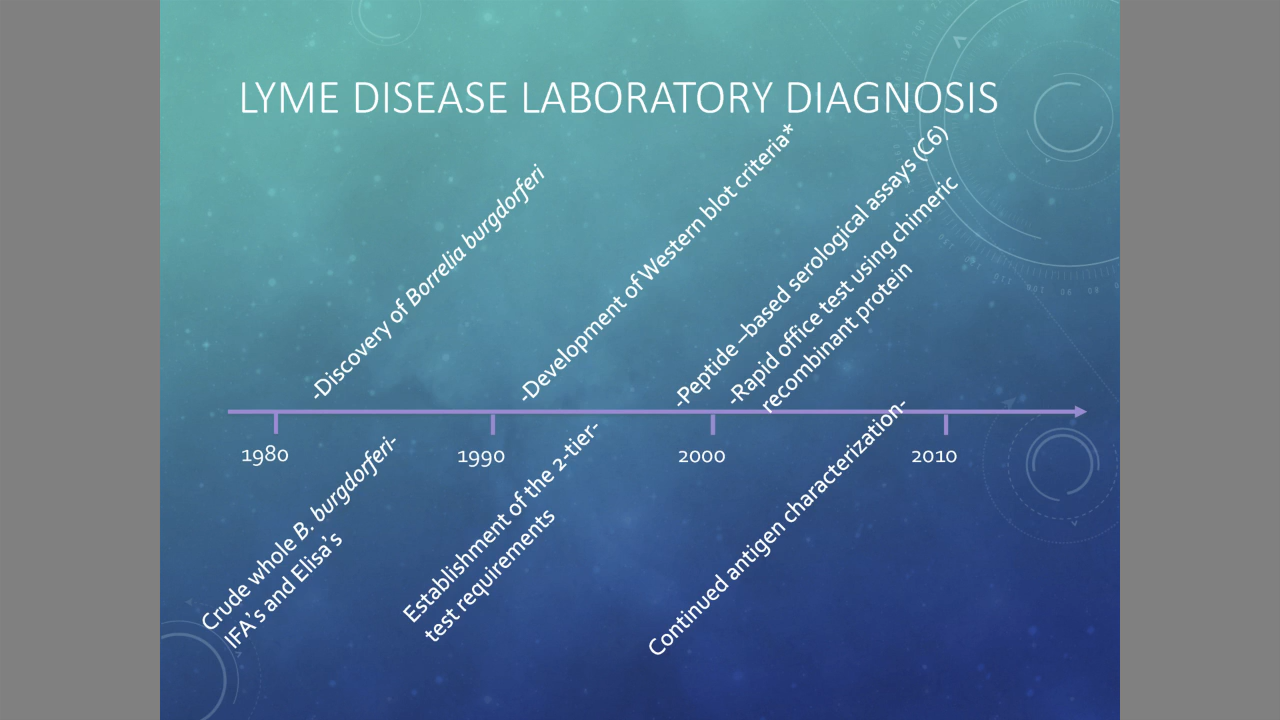 LYME DISEASE LABORATORY DIAGNOSIS
-Discovery of Borrelia burgdorferi
-Development of Western blot criteria*
-Peptide –based serological assays (C6)
-Rapid office test using chimeric
recombinant protein
1980
1990
2000
2010
Crude whole B. burgdorferi-
IFA's and Elisa's
Establishment of the 2-tier-
test requirements
Continued antigen characterization-